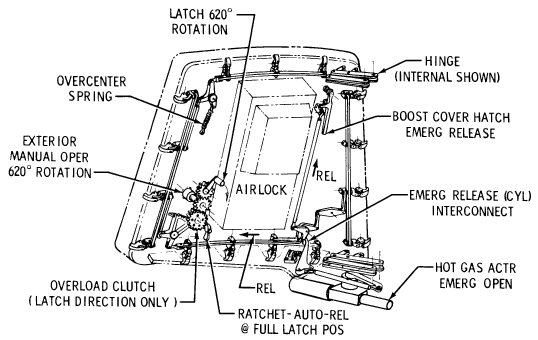 LATCH 620°
ROTATION
HINGE
(INTERNAL SHOWN)
OVERCENTER
SPRING
BOOST COVER HATCH
EMERG RELEASE
EXTERIOR
MANUAL OPER
620° ROTATION
REL
AIRLOCK
EMERG RELEASE (CYL)
INTERCONNECT
HOT GAS ACTR
EMERG OPEN
OVERLOAD CLUTCH
(LATCH DIRECTION ONLY)
REL
RATCHET-AUTO-REL
@ FULL LATCH POS